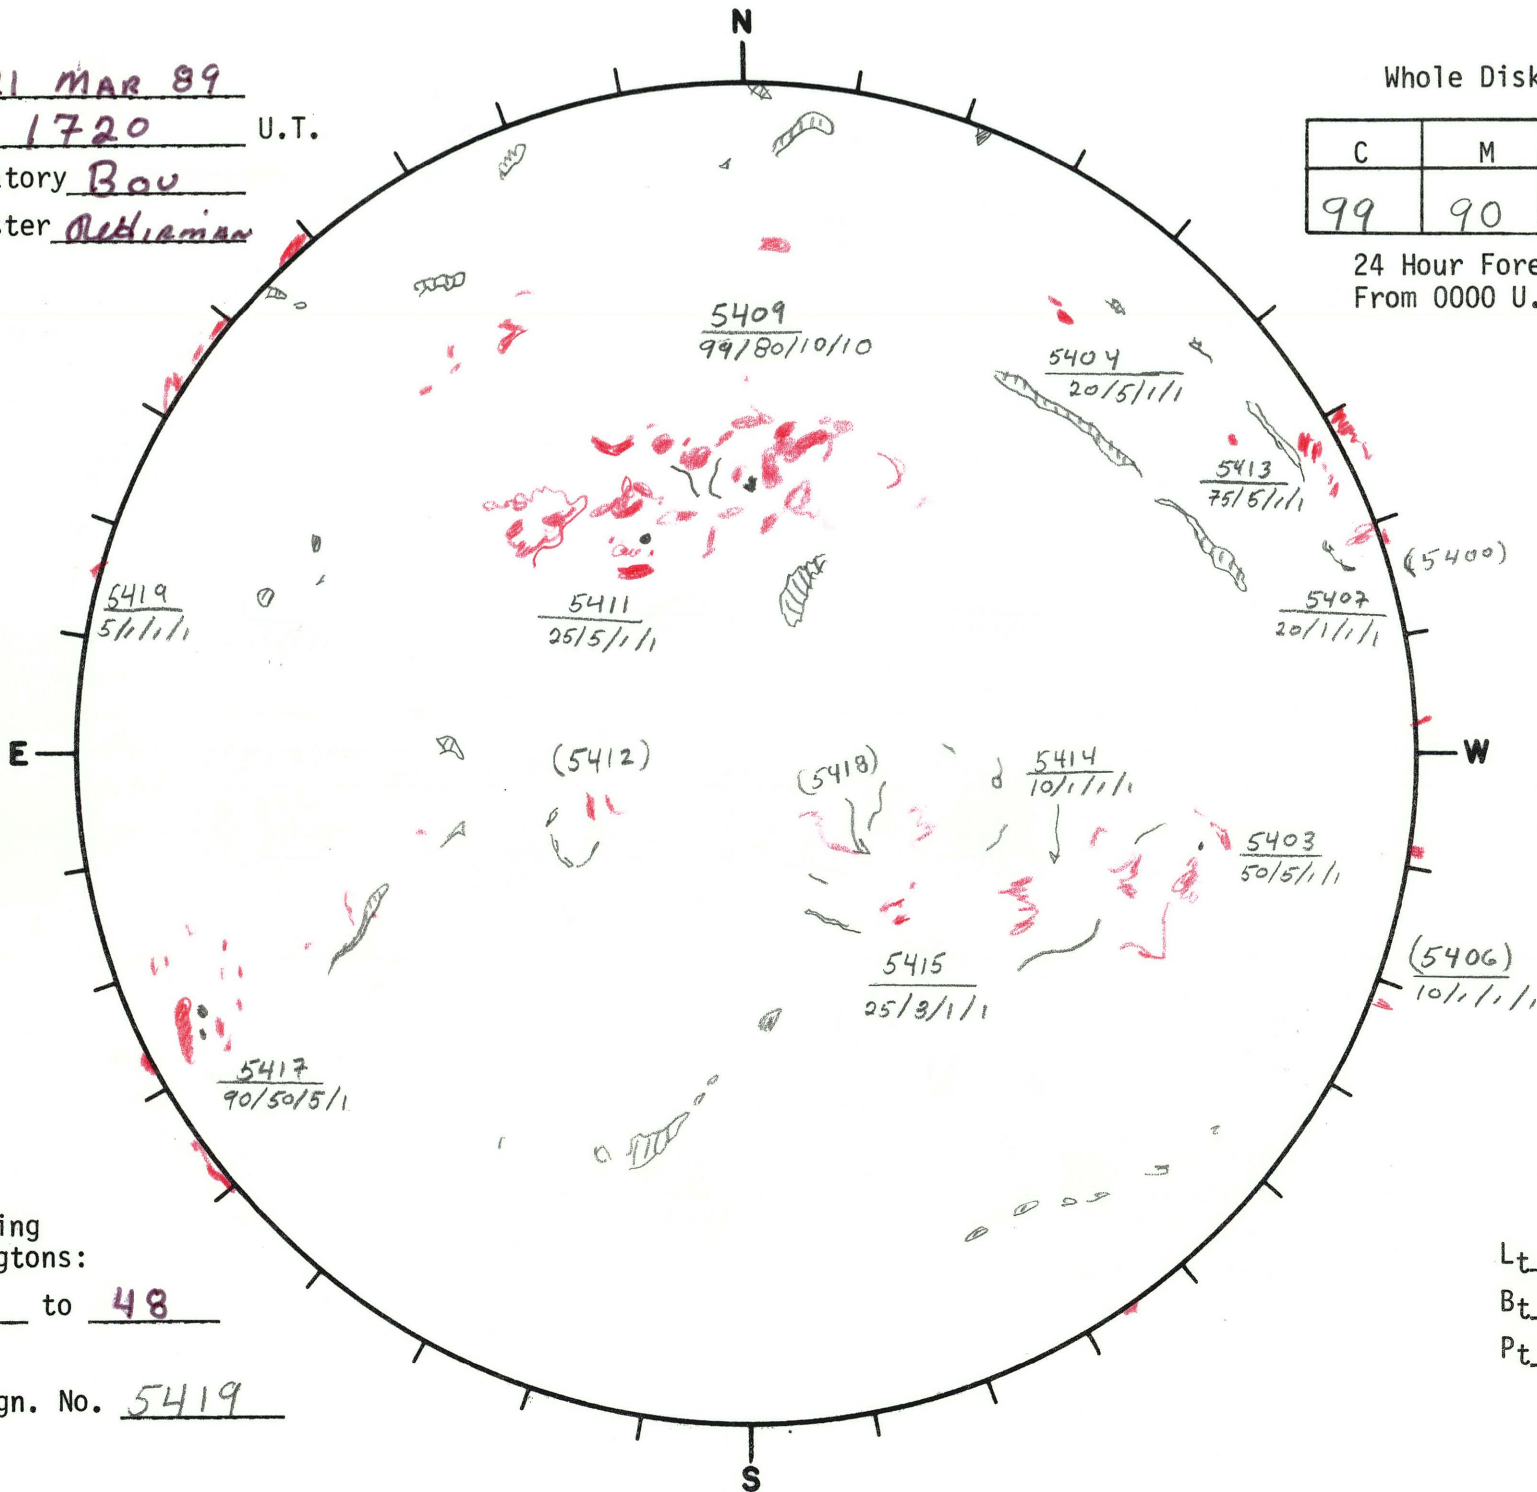 N
21 MAR 89
1720 U.T.
tory Bou
ter
Whole Disk
C M
99 90
24 Hour Fore
From 0000 U.
5409
99/80/10/10
5404
20/5/1/1
5413
75/5/1/1
(5400)
5407
20/1/1/1
5419
5/1/1/1
5411
25/5/1/1
E
W
(5412)
(5418)
5414
10/1/1/1
5403
50/5/1/1
5415
25/3/1/1
(5406)
10/1/1/1
5417
90/50/5/1
ing
gtons:
to 48
gn. No. 5419
Lt
Bt
Pt
S